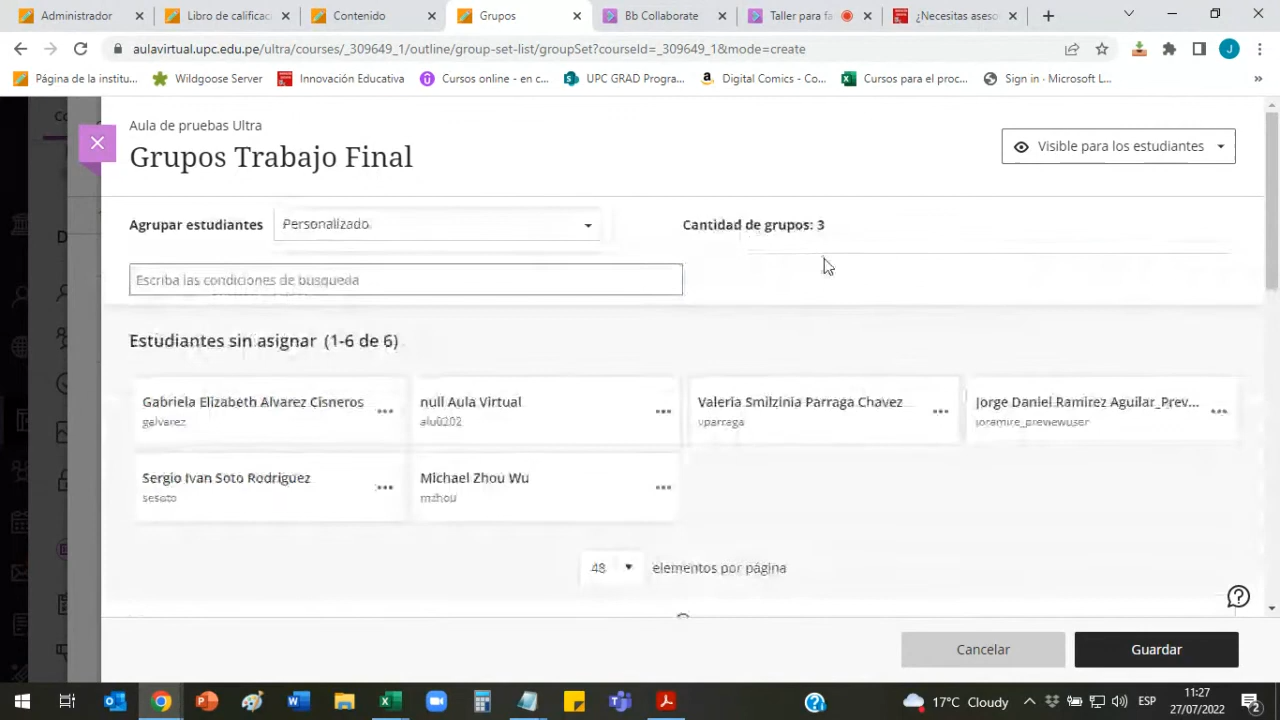 Administrador
Libro de calificac
Contenido
Grupos
Bb Collaborate
Taller para fa
¿Necesitas aseso
aulavirtual.upc.edu.pe/ultra/courses/_309649_1/outline/group-set-list/groupSet?courseId=_309649_1&mode=create
Página de la institu...
Wildgoose Server
Innovación Educativa
Cursos online - en c...
UPC GRAD Progra...
Digital Comics - Co...
Cursos para el proc...
Sign in · Microsoft L...
»
Aula de pruebas Ultra
Grupos Trabajo Final
Visible para los estudiantes
Agrupar estudiantes
Personalizado
Cantidad de grupos: 3
Escriba las condiciones de busqueda
Estudiantes sin asignar (1-6 de 6)
Gabriela Elizabeth Alvarez Cisneros
galvarez
null Aula Virtual
alu0202
Valeria Smilzinia Parraga Chavez
vparraga
Jorge Daniel Ramirez Aguilar_Prev...
joramire_previewuser
Sergio Ivan Soto Rodriguez
sesoto
Michael Zhou Wu
mzhou
48
elementos por página
Cancelar
Guardar
17°C Cloudy
ESP
11:27
27/07/2022
2